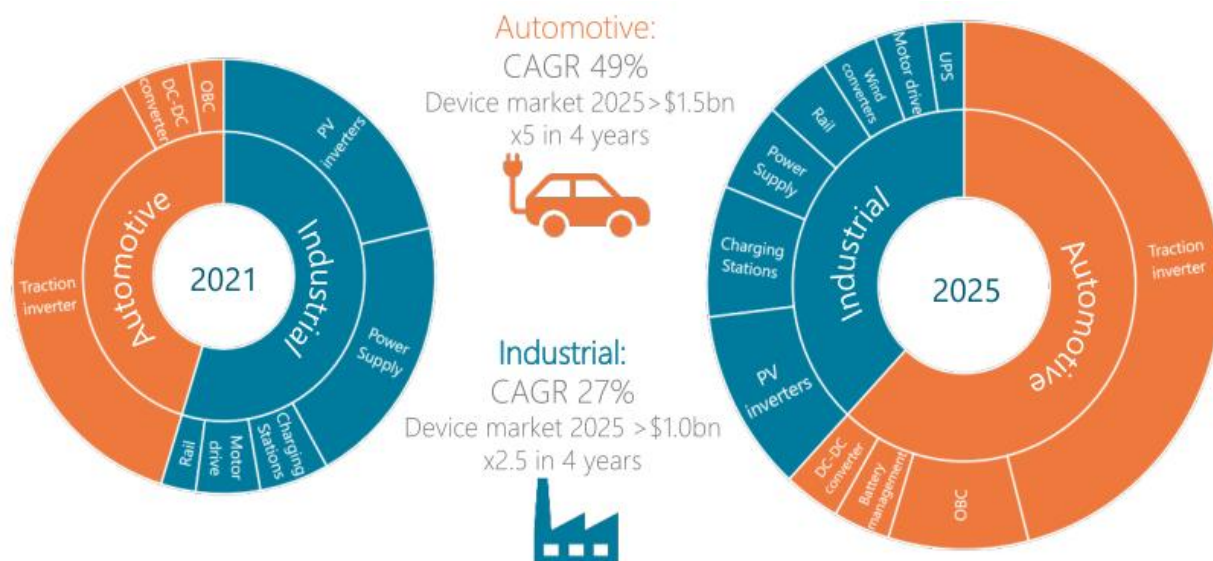 OBC
DC-DC
converter
Traction
inverter
Automotive
2021
Industrial
PV
inverters
Power
Supply
Charging
Stations
Motor
drive
Rail
Automotive:
CAGR 49%
Device market 2025>$1.5bn
x5 in 4 years
Industrial:
CAGR 27%
Device market 2025 >$1.0bn
x2.5 in 4 years
UPS
Motor drive
Wind
converters
Rail
Power
Supply
Charging
Stations
PV
inverters
Industrial
2025
Automotive
Traction
inverter
OBC
Battery
management
DC-DC
converter